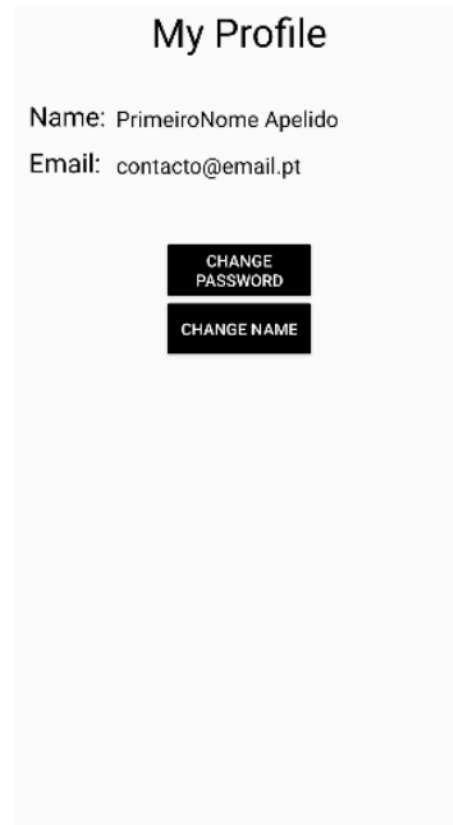 My Profile
Name: PrimeiroNome Apelido
Email: contacto@email.pt
CHANGE
PASSWORD
CHANGE NAME